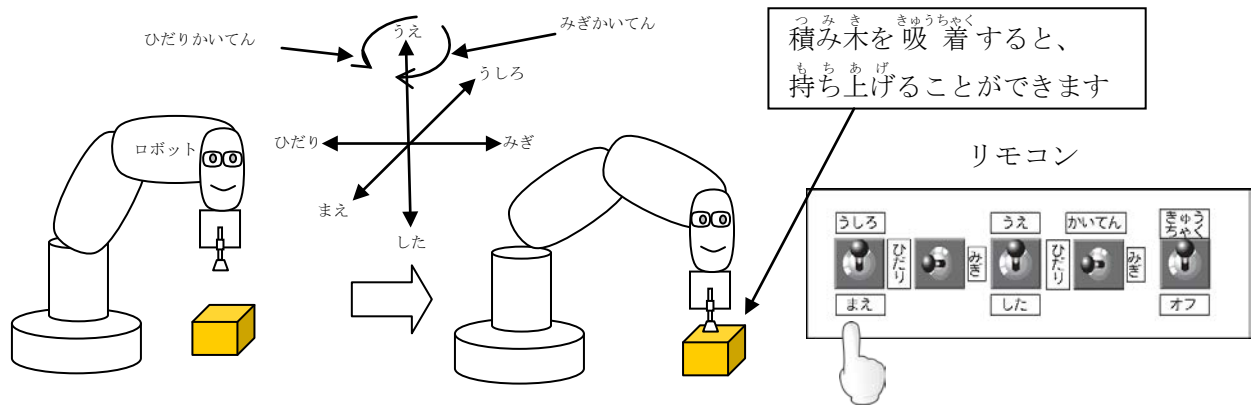 ひだりかいてん
うえ
みぎかいてん
うしろ
ひだり
みぎ
まえ
した
ロボット
つみき きゅうちゃく
積み木を吸着すると、
もちあげ
持ち上げることができます
リモコン
うしろ
まえ
ひだり
みぎ
うえ
した
かいてん
ひだり
みぎ
きゅう
ちゃく
オフ